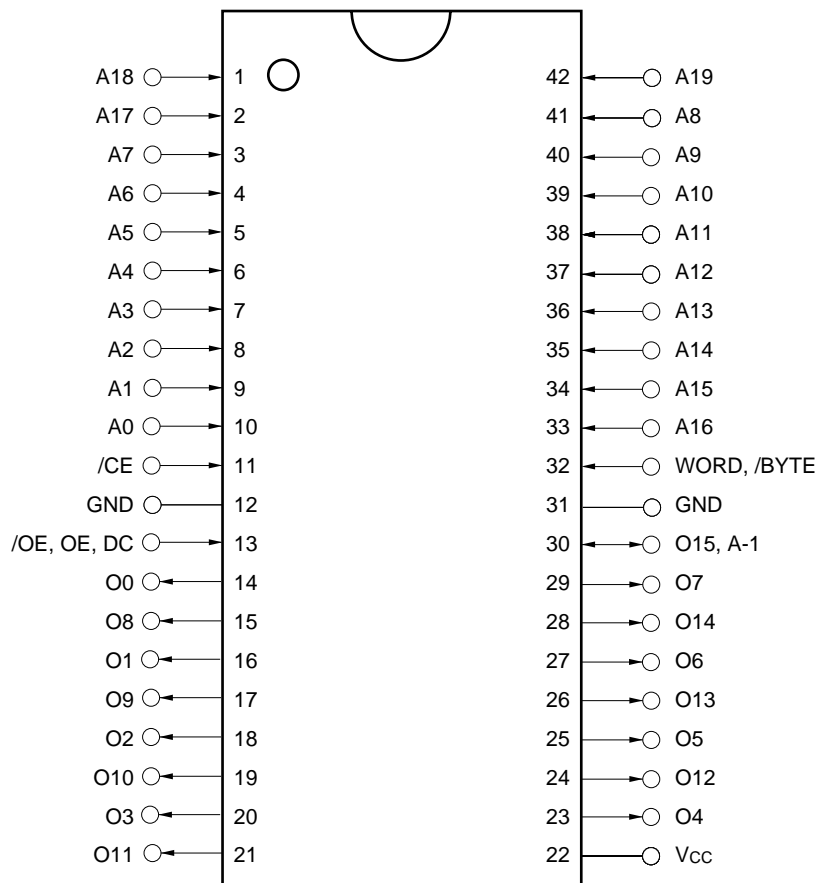 A18 1 42 A19
A17 2 41 A8
A7 3 40 A9
A6 4 39 A10
A5 5 38 A11
A4 6 37 A12
A3 7 36 A13
A2 8 35 A14
A1 9 34 A15
A0 10 33 A16
/CE 11 32 WORD, /BYTE
GND 12 31 GND
/OE, OE, DC 13 30 O15, A-1
O0 14 29 O7
O8 15 28 O14
O1 16 27 O6
O9 17 26 O13
O2 18 25 O5
O10 19 24 O12
O3 20 23 O4
O11 21 22 VCC